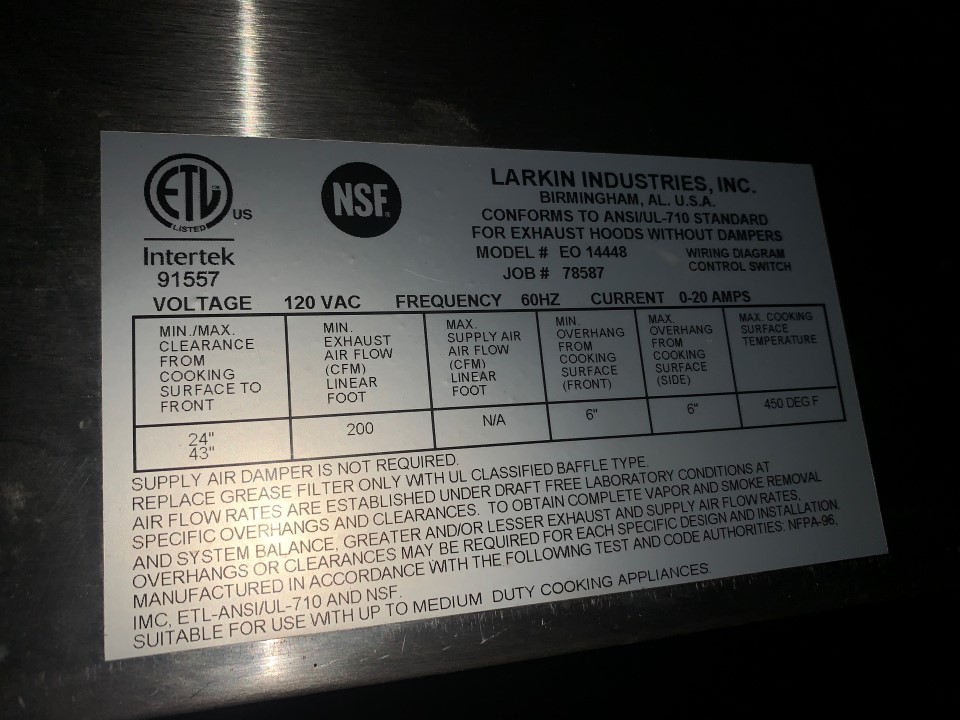 ETL
LISTED
US
Intertek
91557
NSF
LARKIN INDUSTRIES, INC.
BIRMINGHAM, AL. U.S.A.
CONFORMS TO ANSI/UL-710 STANDARD
FOR EXHAUST HOODS WITHOUT DAMPERS
MODEL # EO 14448
JOB # 78587
WIRING DIAGRAM
CONTROL SWITCH
VOLTAGE 120 VAC FREQUENCY 60HZ CURRENT 0-20 AMPS
MIN./MAX.
CLEARANCE
FROM
COOKING
SURFACE TO
FRONT
MIN.
EXHAUST
AIR FLOW
(CFM)
LINEAR
FOOT
MAX.
SUPPLY AIR
AIR FLOW
(CFM)
LINEAR
FOOT
MIN.
OVERHANG
FROM
COOKING
SURFACE
(FRONT)
MAX.
OVERHANG
FROM
COOKING
SURFACE
(SIDE)
MAX. COOKING
SURFACE
TEMPERATURE
24"
43"
200
N/A
6"
6"
450 DEG F
SUPPLY AIR DAMPER IS NOT REQUIRED.
REPLACE GREASE FILTER ONLY WITH UL CLASSIFIED BAFFLE TYPE.
AIR FLOW RATES ARE ESTABLISHED UNDER DRAFT FREE LABORATORY CONDITIONS AT
SPECIFIC OVERHANGS AND CLEARANCES. TO OBTAIN COMPLETE VAPOR AND SMOKE REMOVAL
AND SYSTEM BALANCE, GREATER AND/OR LESSER EXHAUST AND SUPPLY AIR FLOW RATES,
OVERHANGS OR CLEARANCES MAY BE REQUIRED FOR EACH SPECIFIC DESIGN AND INSTALLATION.
MANUFACTURED IN ACCORDANCE WITH THE FOLLOWING TEST AND CODE AUTHORITIES: NFPA-96,
IMC, ETL-ANSI/UL-710 AND NSF.
SUITABLE FOR USE WITH UP TO MEDIUM DUTY COOKING APPLIANCES.